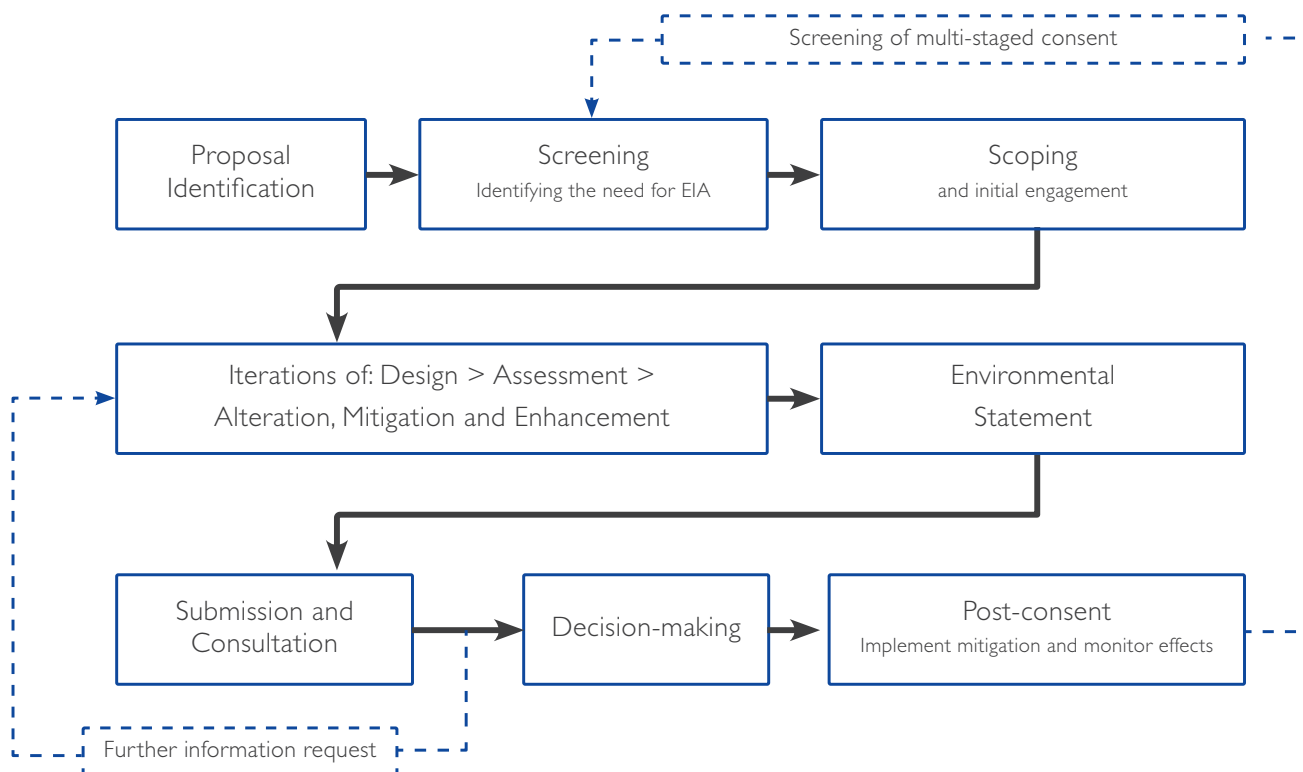 Screening of multi-staged consent
Proposal
Identification
Screening
Identifying the need for EIA
Scoping
and initial engagement
Iterations of: Design > Assessment >
Alteration, Mitigation and Enhancement
Environmental
Statement
Submission and
Consultation
Decision-making
Post-consent
Implement mitigation and monitor effects
Further information request